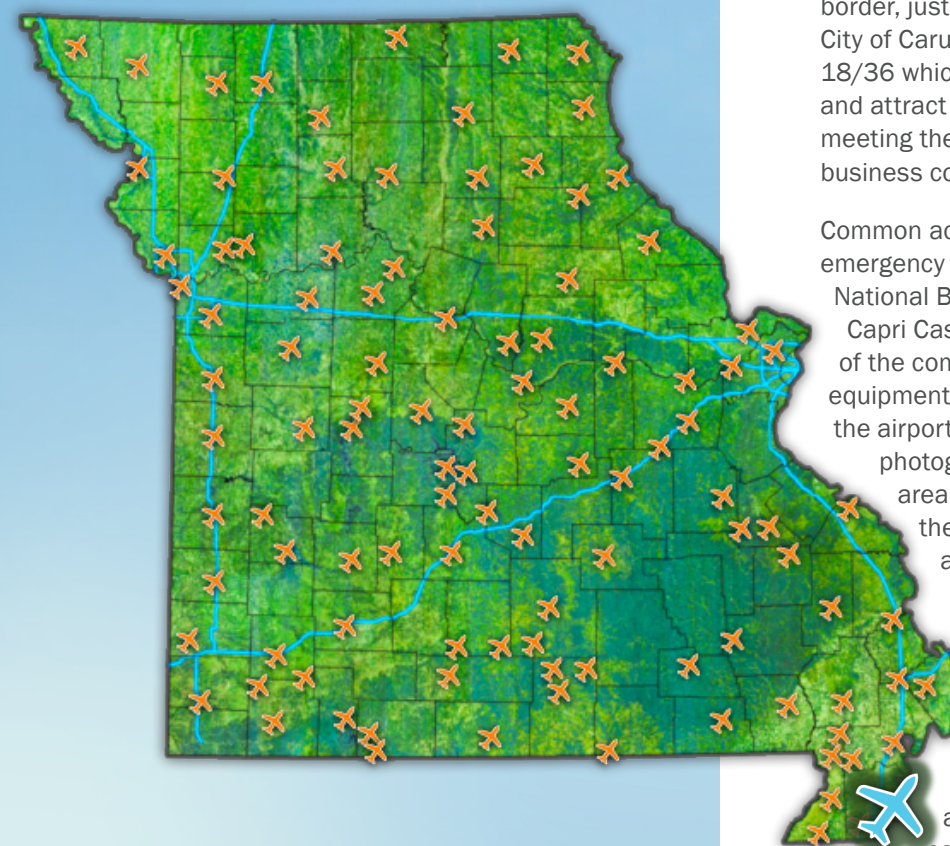 border, just
City of Caru
18/36 whic
and attract
meeting the
business co
Common ac
emergency
National B
Capri Cas
of the com
equipment
the airport
photog
area
the
a
a